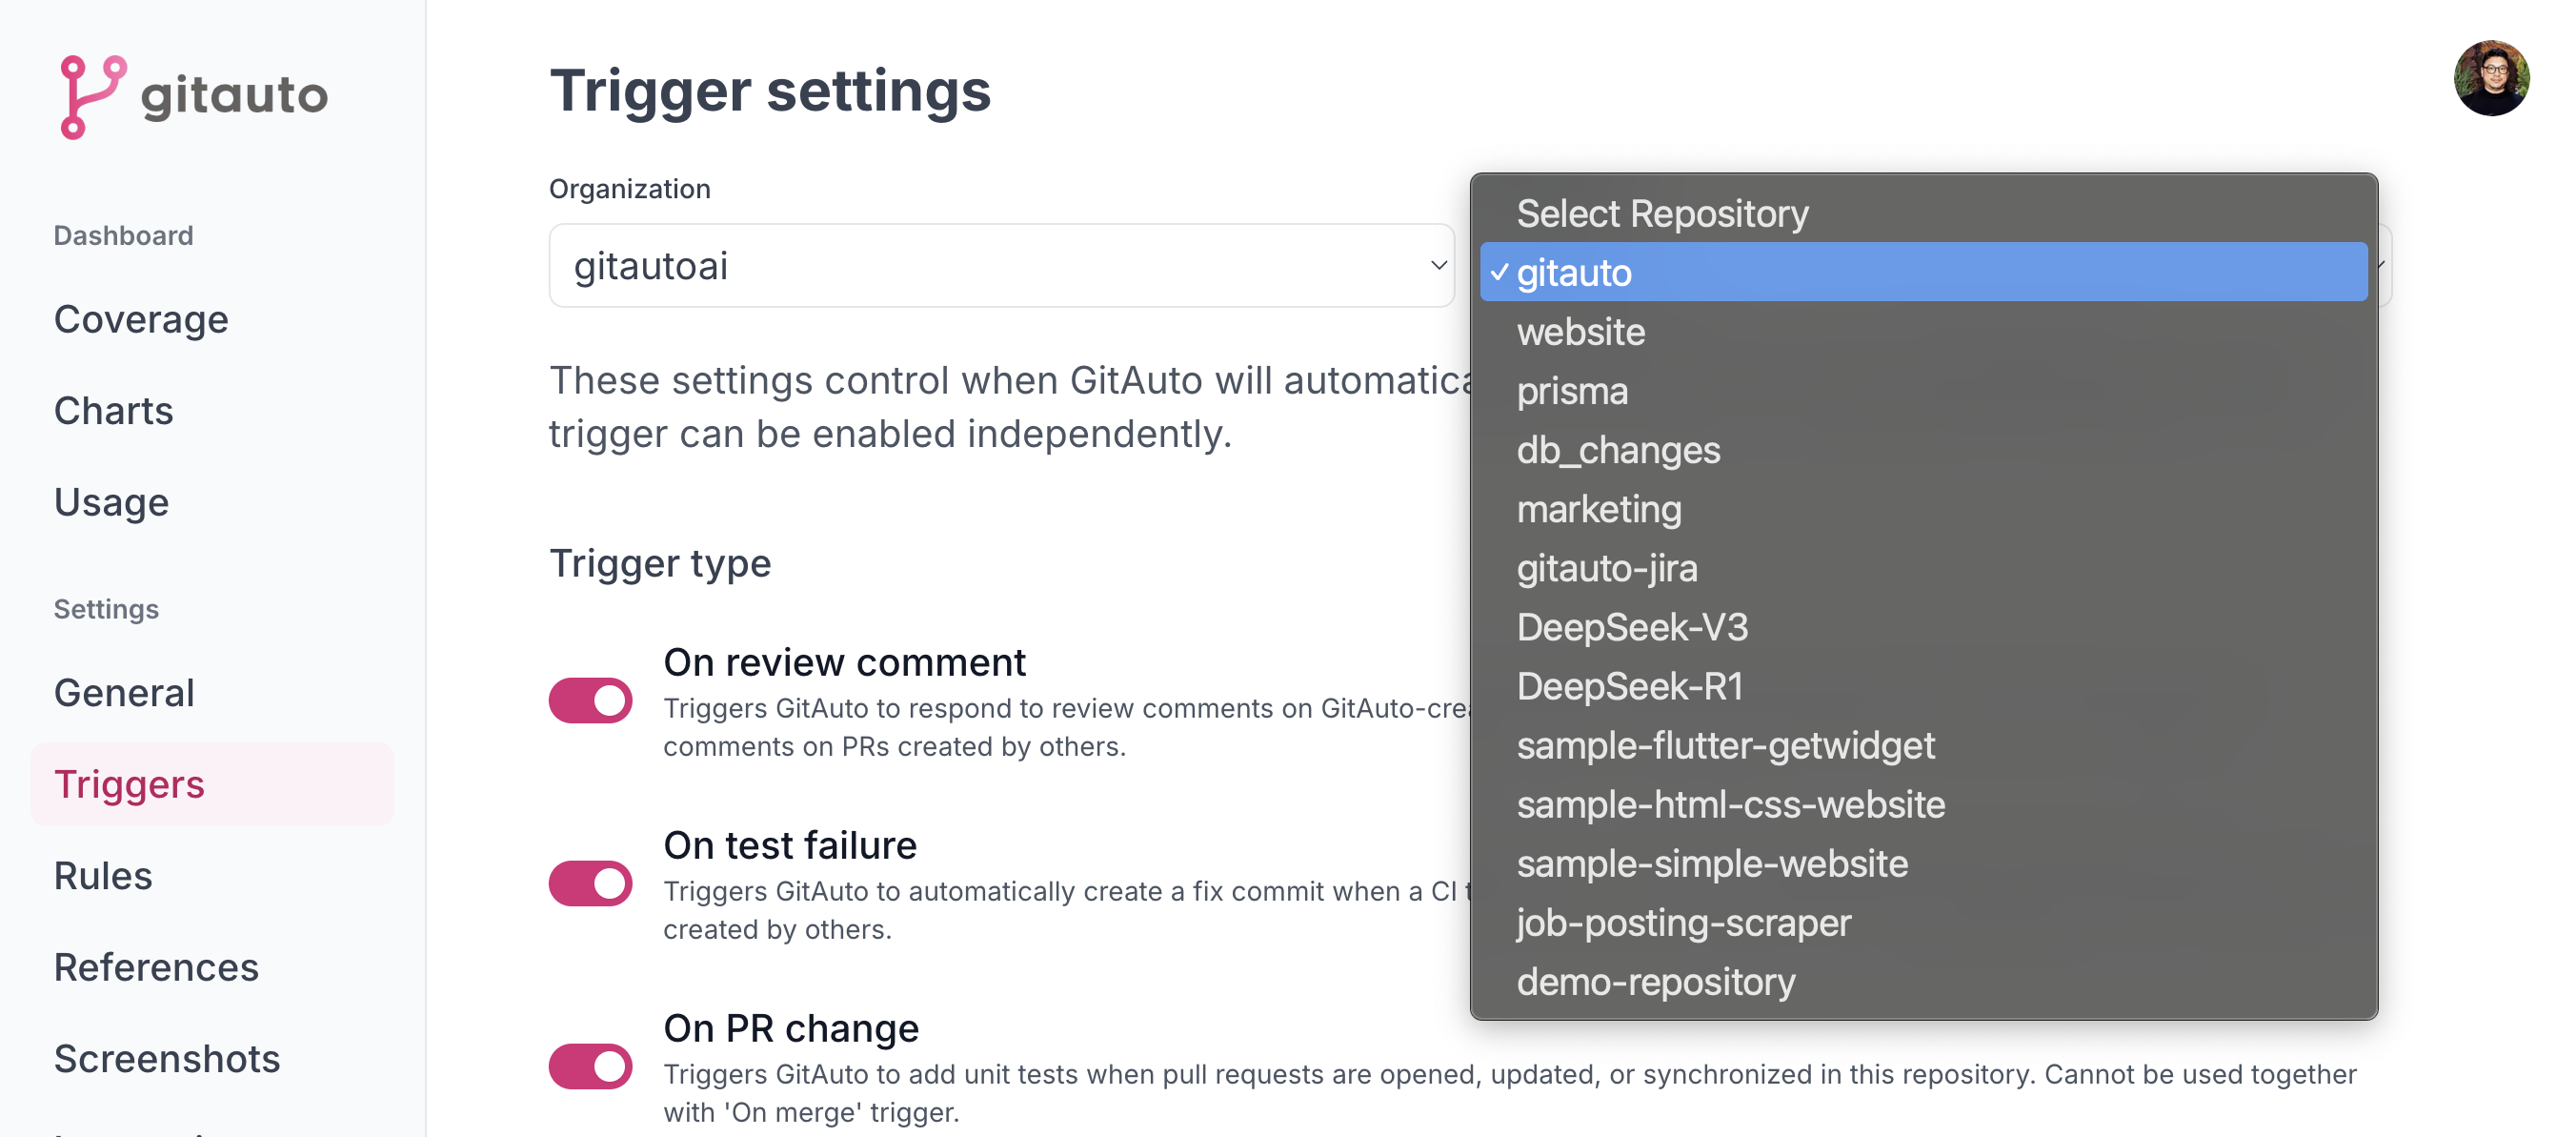 gitauto
Dashboard
Coverage
Charts
Usage
Settings
General
Triggers
Rules
References
Screenshots
Trigger settings
Organization
gitautoai
These settings control when GitAuto will
trigger can be enabled independently.
Trigger type
On review comment
Triggers GitAuto to respond to review comments on
comments on PRs created by others.
On test failure
Triggers GitAuto to automatically create a fix commit when a CI
created by others.
On PR change
Triggers GitAuto to add unit tests when pull requests are opened, updated, or synchronized in this repository. Cannot be used together
with 'On merge' trigger.
Select Repository
✓ gitauto
website
prisma
db_changes
marketing
gitauto-jira
DeepSeek-V3
DeepSeek-R1
sample-flutter-getwidget
sample-html-css-website
sample-simple-website
job-posting-scraper
demo-repository